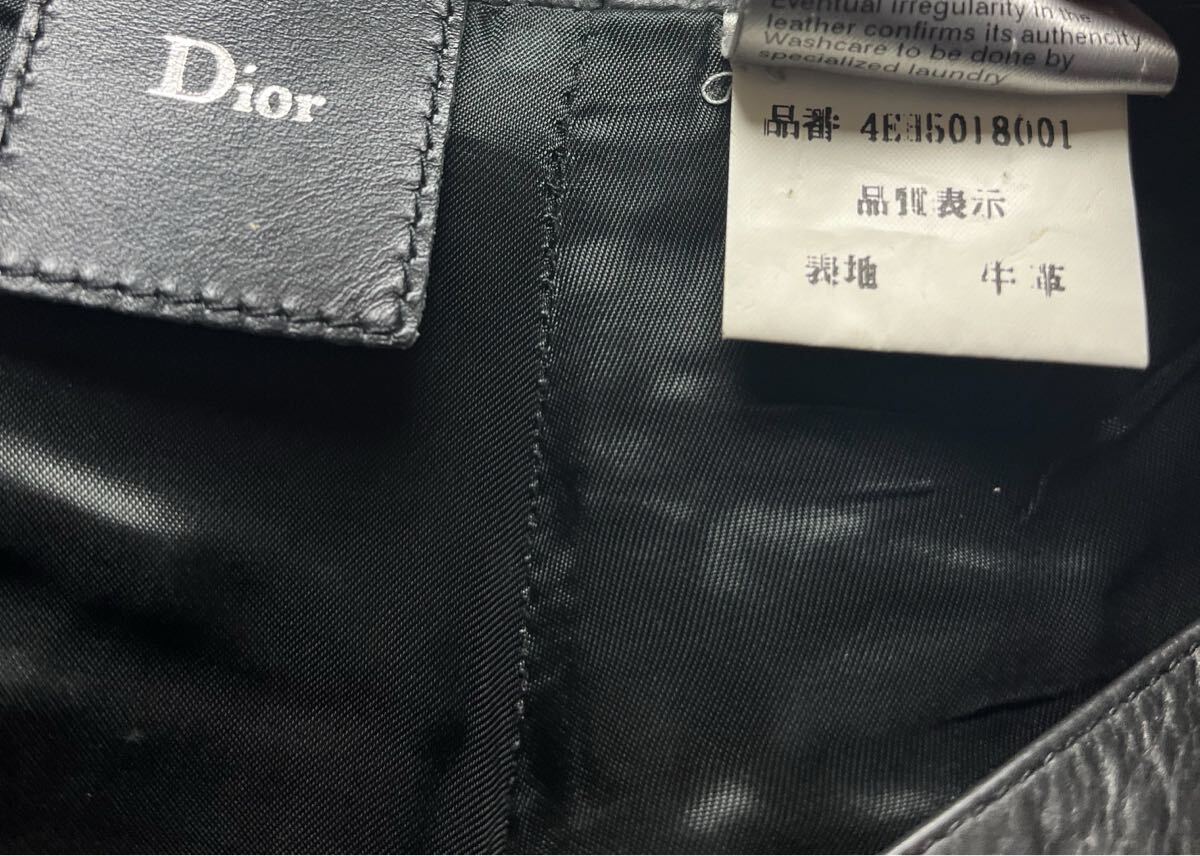 Dior
Eventual irregularity in the
leather confirms its authencity
Washcare to be done by
specialized laundry
品番: 4EH5018001
品質表示
表地 牛革